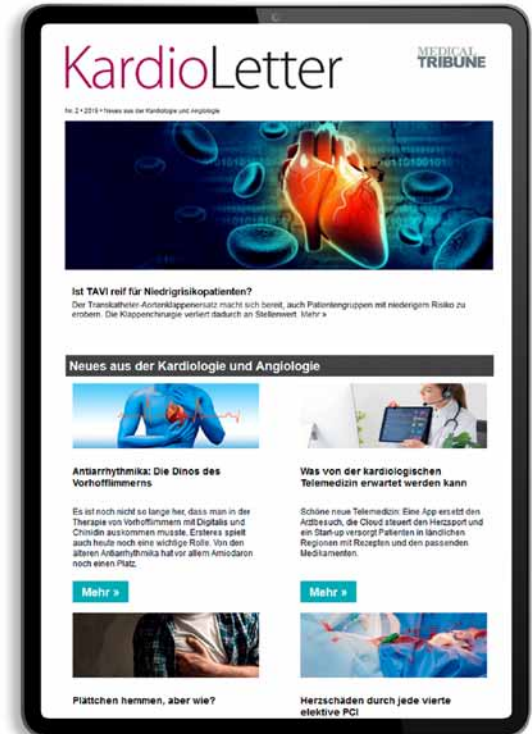 KardioLetter
MEDICAL
TRIBUNE
Nr. 2 • 2019 • Neues aus der Kardiologie und Angiologie
Ist TAVI reif für Niedrigrisikopatienten?
Der Transkatheter-Aortenklappenersatz macht sich bereit, auch Patientengruppen mit niederigem Risiko zu
erobern. Die Klappenchirurgie verliert dadurch an Stellenwert. Mehr »
Neues aus der Kardiologie und Angiologie
Antiarrhythmika: Die Dinos des
Vorhofflimmerns
Es ist noch nicht so lange her, dass man in der
Therapie von Vorhofflimmern mit Digitalis und
Chinidin auskommen musste. Ersteres spielt
auch heute noch eine wichtige Rolle. Von den
älteren Antiarrhythmika hat vor allem Amiodaron
noch einen Platz.
Mehr »
Was von der kardiologischen
Telemedizin erwartet werden kann
Schöne neue Telemedizin: Eine App ersetzt den
Arztbesuch, die Cloud steuert den Herzsport und
ein Start-up versorgt Patienten in ländlichen
Regionen mit Rezepten und den passenden
Medikamenten.
Mehr »
Plättchen hemmen, aber wie?
Herzschäden durch jede vierte
elektive PCI